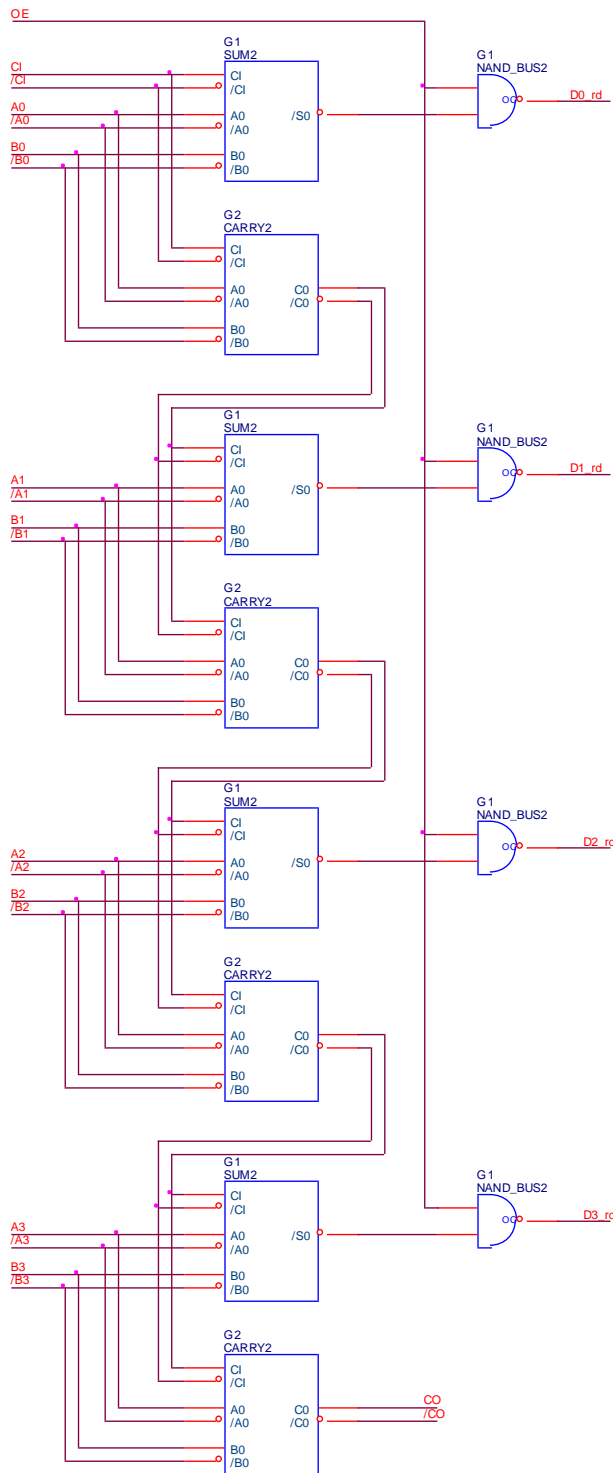 OE
G1
SUM2
G1
NAND_BUS2
CI
/CI
CI
/CI
OC
D0_rd
A0
/A0
A0
/A0
/S0
B0
/B0
B0
/B0
G2
CARRY2
CI
/CI
A0
/A0
C0
/C0
B0
/B0
G1
SUM2
G1
NAND_BUS2
CI
/CI
OC
D1_rd
A1
/A1
A0
/A0
/S0
B1
/B1
B0
/B0
G2
CARRY2
CI
/CI
A0
/A0
C0
/C0
B0
/B0
G1
SUM2
G1
NAND_BUS2
CI
/CI
OC
D2_rd
A2
/A2
A0
/A0
/S0
B2
/B2
B0
/B0
G2
CARRY2
CI
/CI
A0
/A0
C0
/C0
B0
/B0
G1
SUM2
G1
NAND_BUS2
CI
/CI
OC
D3_rd
A3
/A3
A0
/A0
/S0
B3
/B3
B0
/B0
G2
CARRY2
CI
/CI
A0
/A0
C0
/C0
CO
/CO
B0
/B0